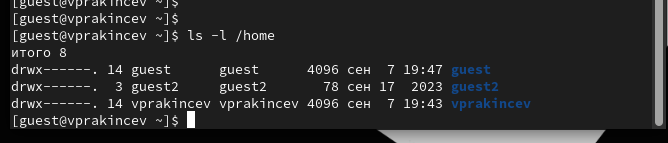 [guest@vprakincev ~]$
[guest@vprakincev ~]$
[guest@vprakincev ~]$ ls -l /home
итого 8
drwx------. 14 guest      guest      4096 сен  7 19:47 guest
drwx------.  3 guest2     guest2       78 сен 17  2023 guest2
drwx------. 14 vprakincev vprakincev 4096 сен  7 19:43 vprakincev
[guest@vprakincev ~]$